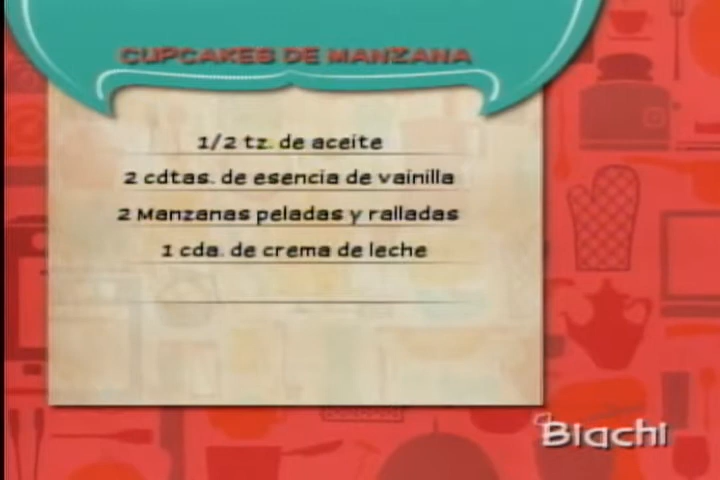 CUPCAKES DE MANZANA
1/2 tz. de aceite
2 cdtas. de esencia de vainilla
2 Manzanas peladas y ralladas
1 cda. de crema de leche
Biachi